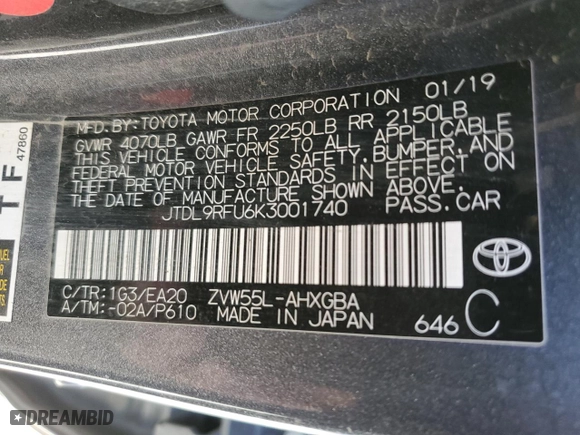 MFD. BY: TOYOTA MOTOR CORPORATION 01/19
GVWR 4070LB GAWR FR 2250LB RR 2150LB
THIS VEHICLE CONFORMS TO ALL APPLICABLE
FEDERAL MOTOR VEHICLE SAFETY, BUMPER, AND
THEFT PREVENTION STANDARDS IN EFFECT ON
THE DATE OF MANUFACTURE SHOWN ABOVE.
JTDL9RFU6K3001740 PASS. CAR
C/TR: 1G3/EA20 ZVW55L-AHXGBA
A/TM: -02A/P610 MADE IN JAPAN 646 C
TOYOTA
47860
T F
DREAMBID